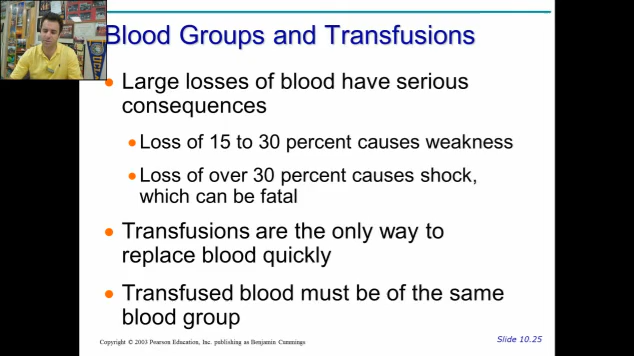 Blood Groups and Transfusions
• Large losses of blood have serious
consequences
• Loss of 15 to 30 percent causes weakness
• Loss of over 30 percent causes shock,
which can be fatal
• Transfusions are the only way to
replace blood quickly
• Transfused blood must be of the same
blood group
Copyright © 2003 Pearson Education, Inc. publishing as Benjamin Cummings
Slide 10.25